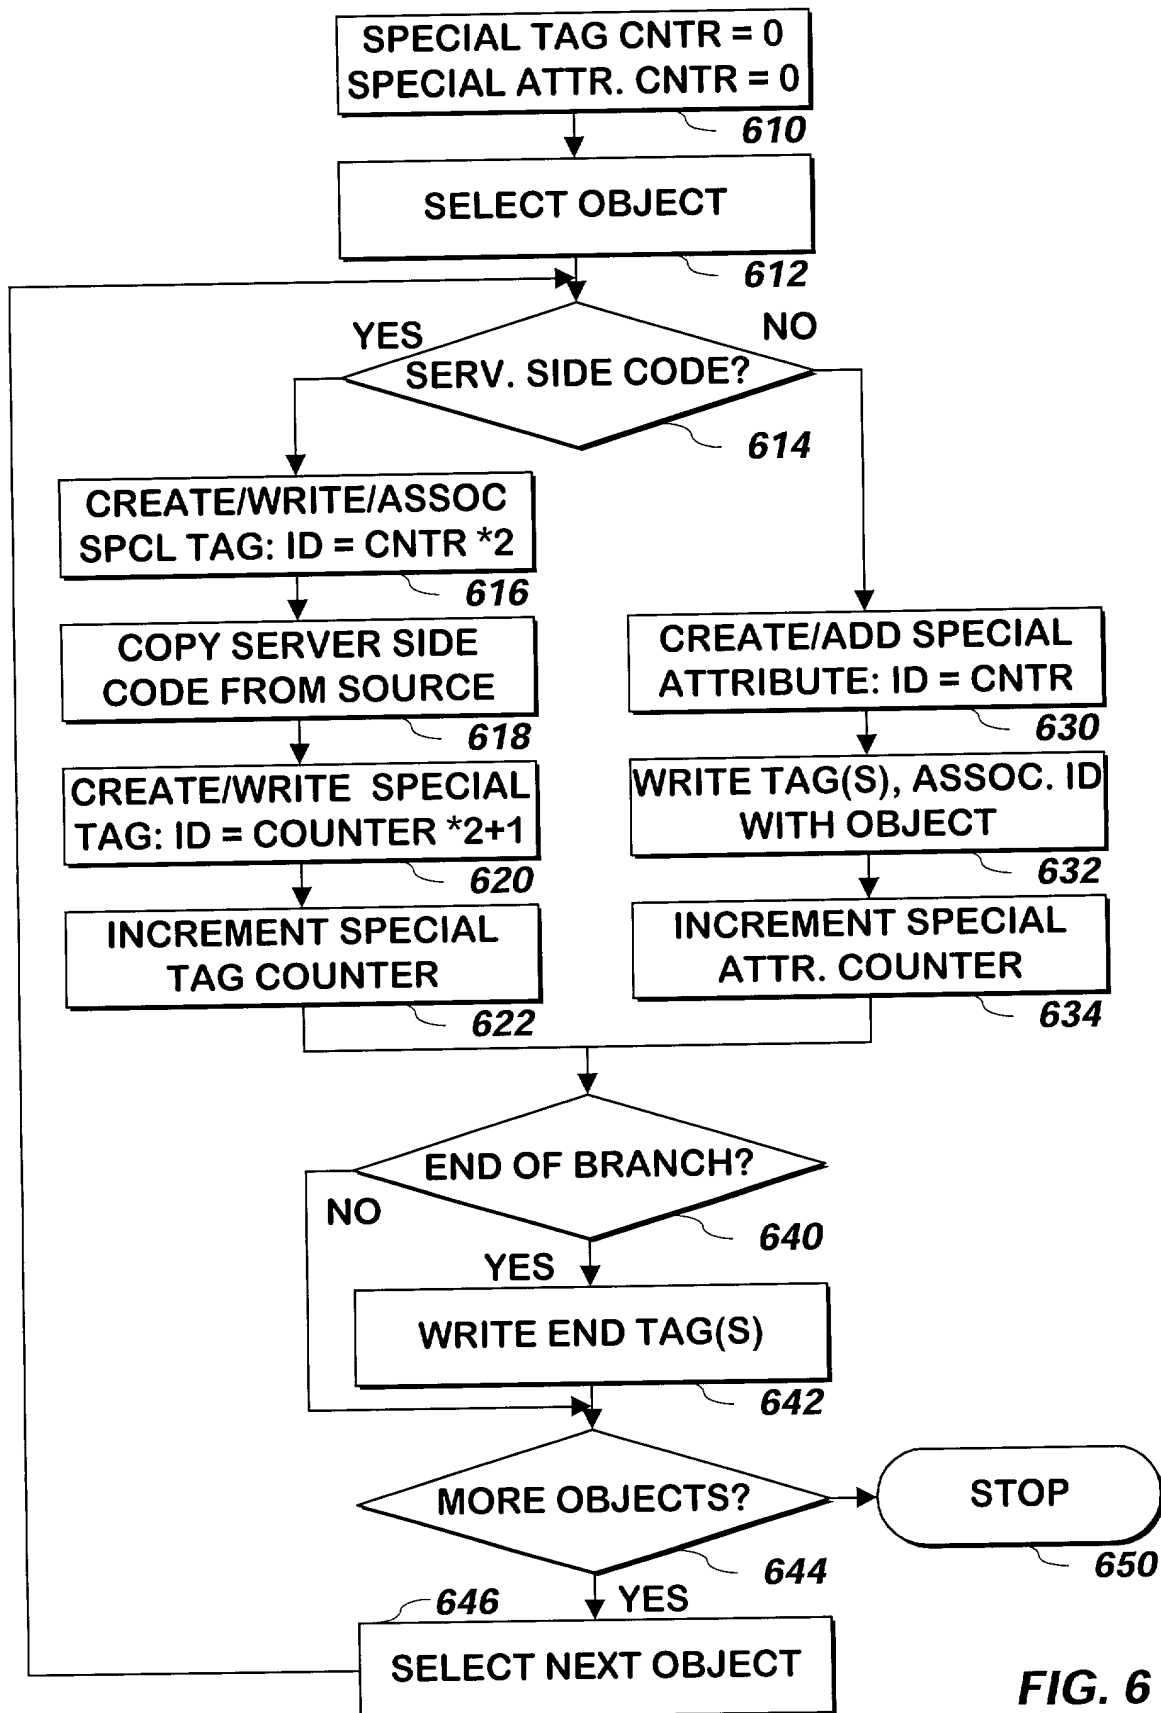 SPECIAL TAG CNTR = 0
SPECIAL ATTR. CNTR = 0
610
SELECT OBJECT
612
YES
NO
SERV. SIDE CODE?
614
CREATE/WRITE/ASSOC
SPCL TAG: ID = CNTR *2
616
COPY SERVER SIDE
CODE FROM SOURCE
618
CREATE/WRITE SPECIAL
TAG: ID = COUNTER *2+1
620
INCREMENT SPECIAL
TAG COUNTER
622
CREATE/ADD SPECIAL
ATTRIBUTE: ID = CNTR
630
WRITE TAG(S), ASSOC. ID
WITH OBJECT
632
INCREMENT SPECIAL
ATTR. COUNTER
634
END OF BRANCH?
NO
640
YES
WRITE END TAG(S)
642
MORE OBJECTS?
644
STOP
650
646
YES
SELECT NEXT OBJECT
FIG. 6